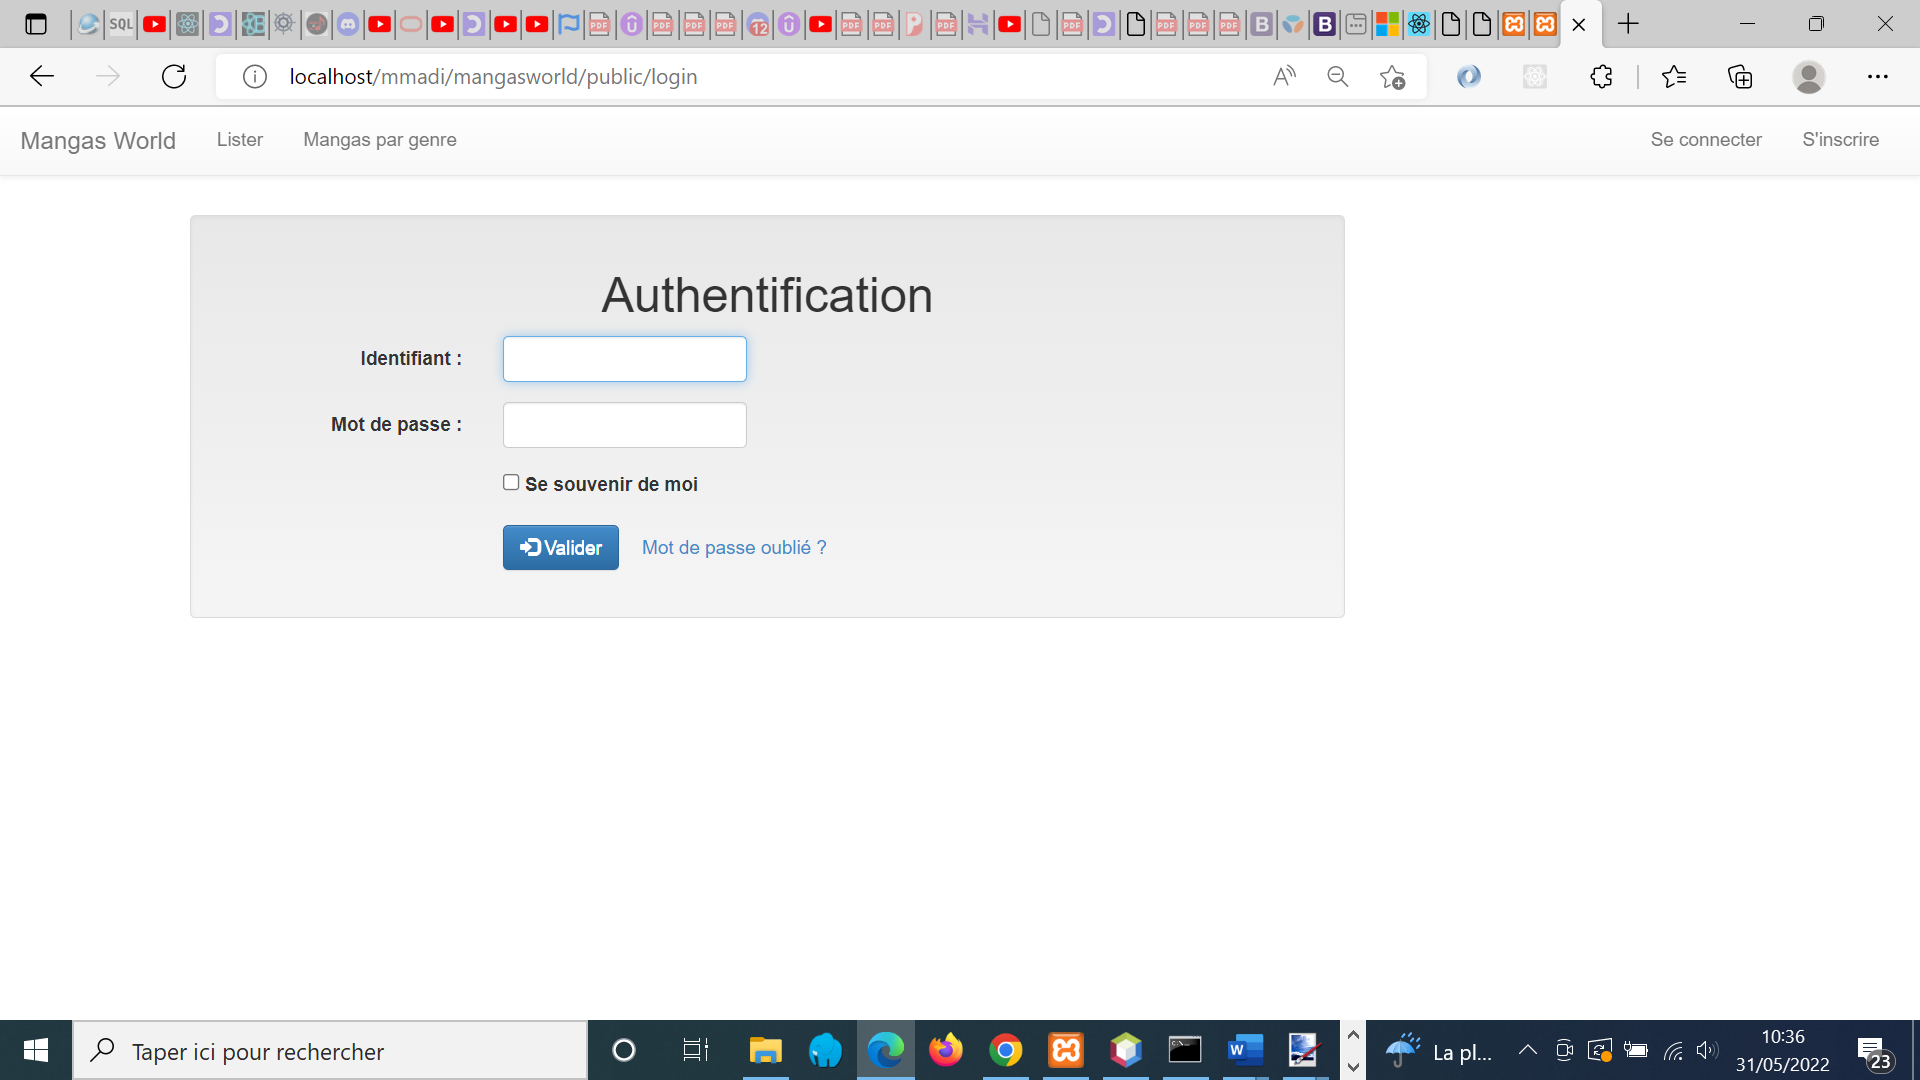 SQL
12
localhost/mmadi/mangasworld/public/login
Mangas World Lister Mangas par genre Se connecter S'inscrire
Authentification
Identifiant :
Mot de passe :
Se souvenir de moi
Valider Mot de passe oublié ?
Taper ici pour rechercher
La pl...
10:36
31/05/2022
23